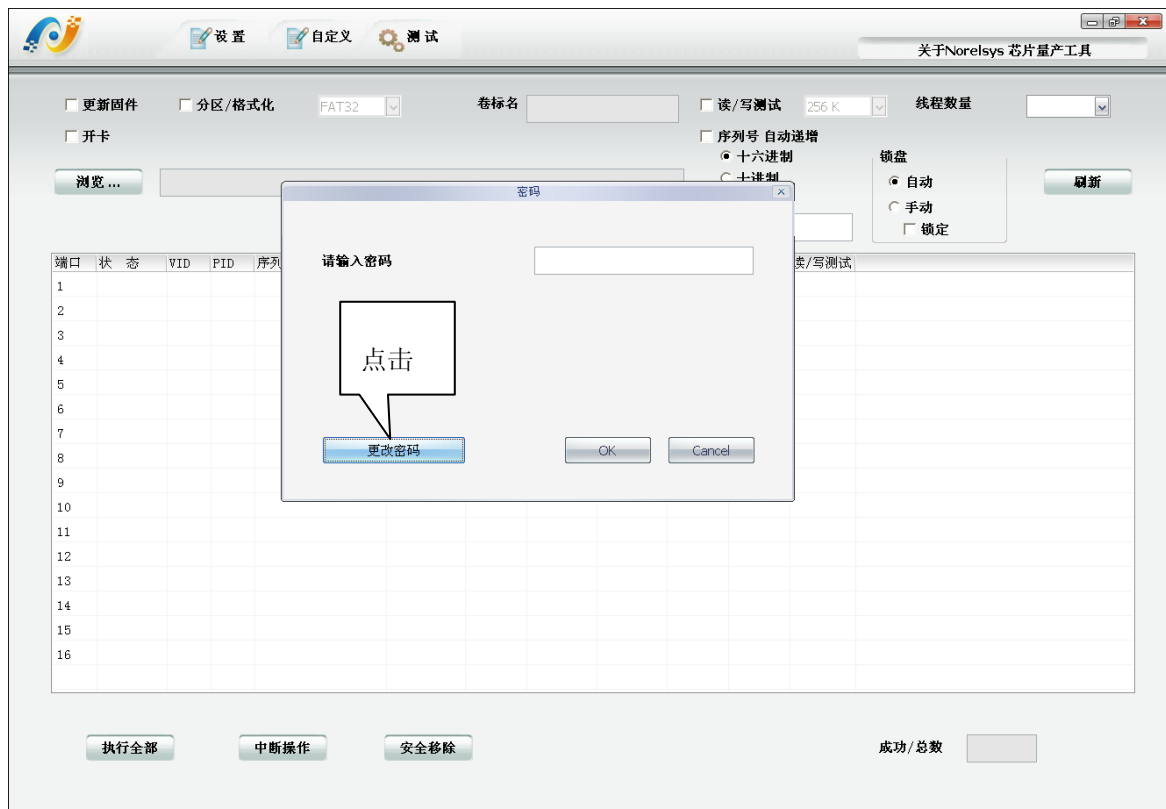 设 置
自定义
测 试
关于Norelsys 芯片量产工具
更新固件
分区/格式化
FAT32
卷标名
读/写测试
256 K
线程数量
开卡
序列号 自动递增
十六进制
十进制
锁盘
浏览 ...
自动
刷新
手动
锁定
密码
请输入密码
点击
更改密码
OK
Cancel
端口
状 态
VID
PID
序列
读/写测试
1
2
3
4
5
6
7
8
9
10
11
12
13
14
15
16
执行全部
中断操作
安全移除
成功/总数